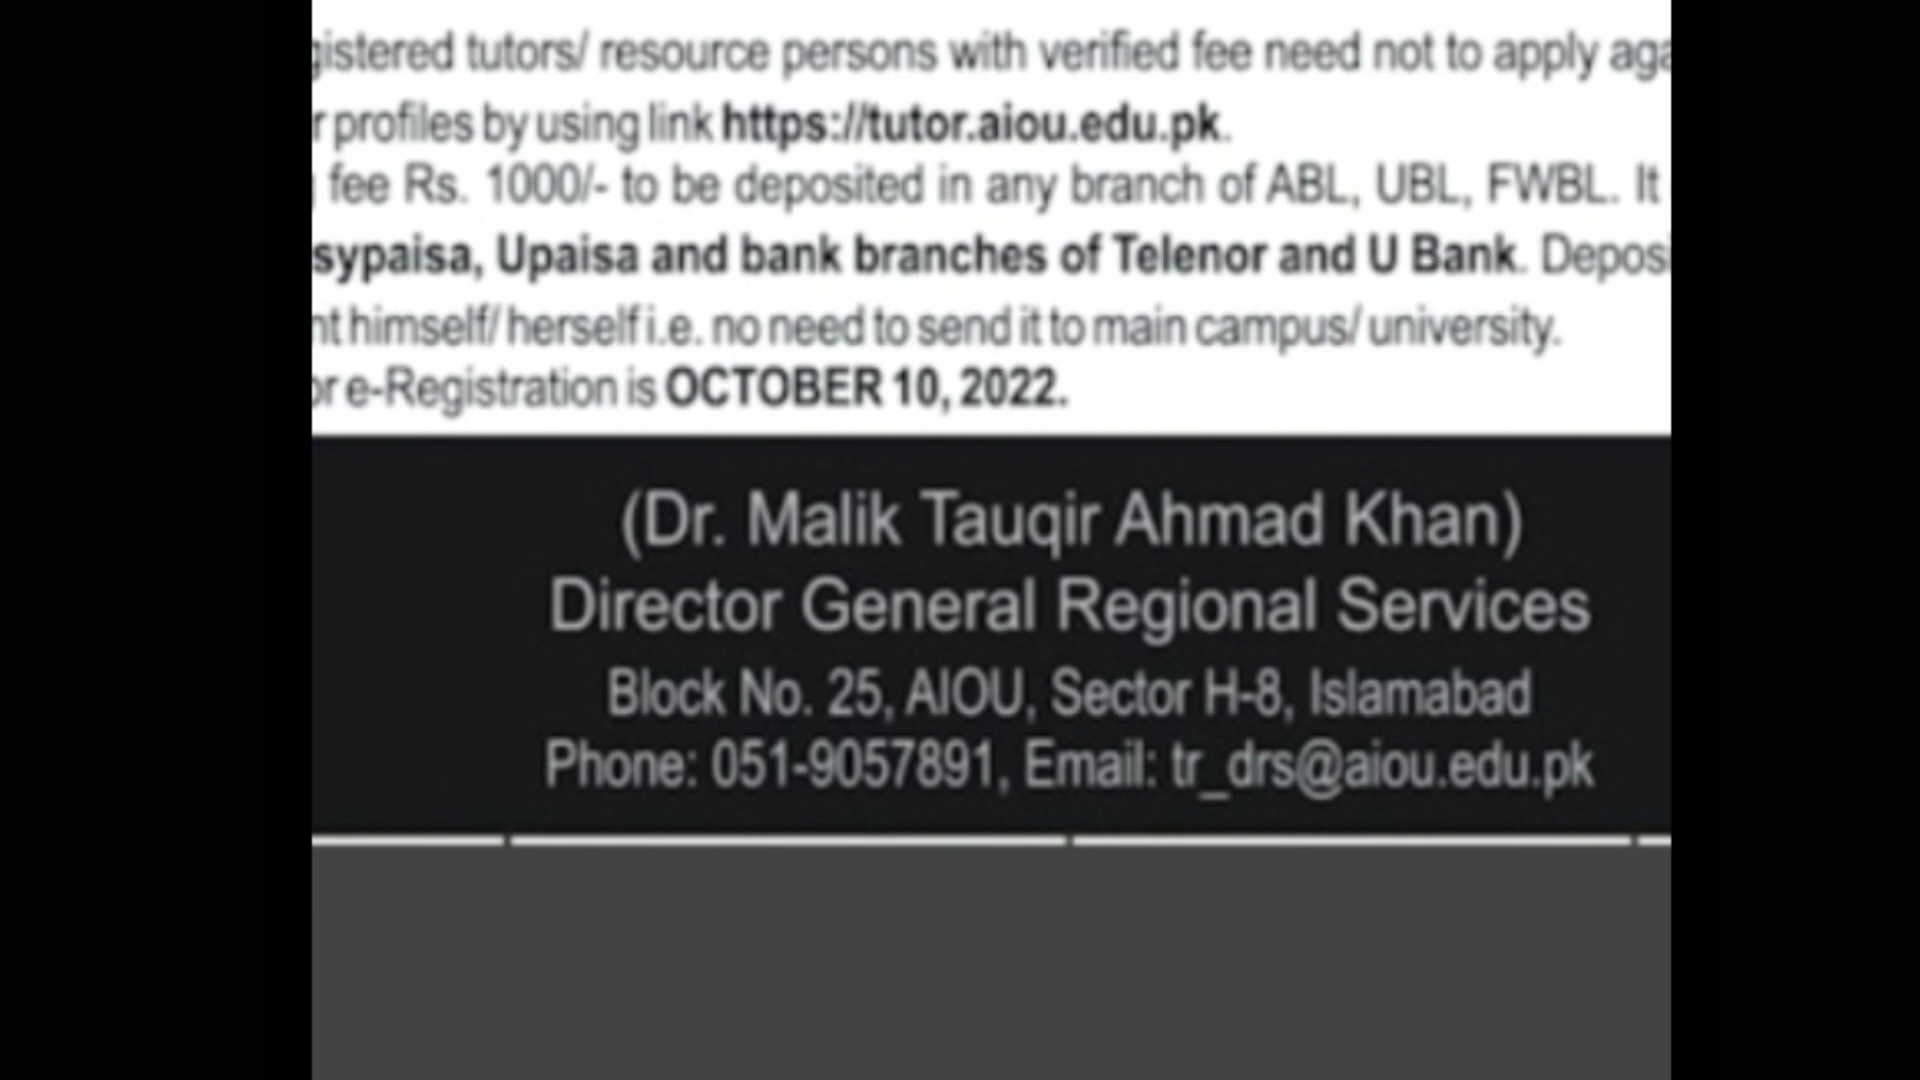 gistered tutors/ resource persons with verified fee need not to apply aga
r profiles by using link https://tutor.aiou.edu.pk.
fee Rs. 1000/- to be deposited in any branch of ABL, UBL, FWBL. It
sypaisa, Upaisa and bank branches of Telenor and U Bank. Deposi
nt himself/ herself i.e. no need to send it to main campus/ university.
or e-Registration is OCTOBER 10, 2022.
(Dr. Malik Tauqir Ahmad Khan)
Director General Regional Services
Block No. 25, AIOU, Sector H-8, Islamabad
Phone: 051-9057891, Email: tr_drs@aiou.edu.pk